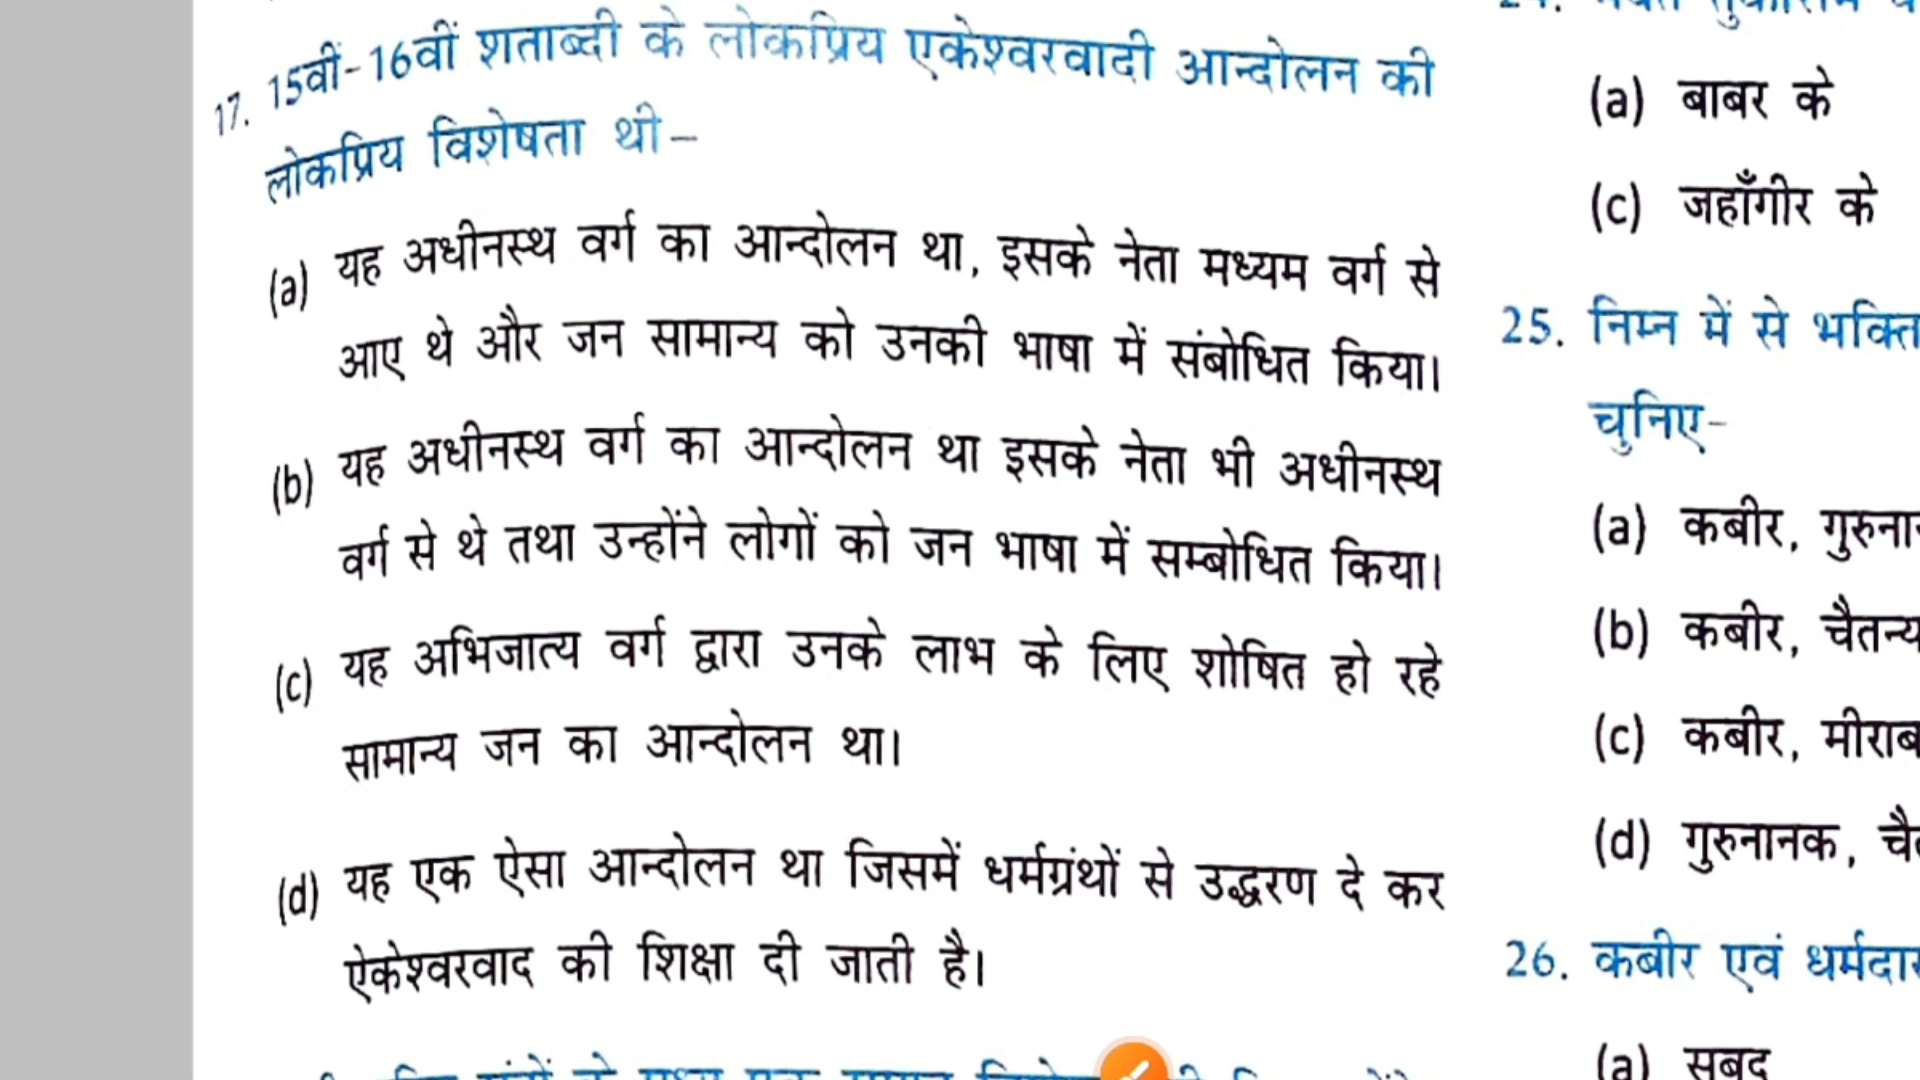 17. 15वीं-16वीं शताब्दी के लोकप्रिय एकेश्वरवादी आन्दोलन की
लोकप्रिय विशेषता थी–
(a) यह अधीनस्थ वर्ग का आन्दोलन था, इसके नेता मध्यम वर्ग से
आए थे और जन सामान्य को उनकी भाषा में संबोधित किया।
(b) यह अधीनस्थ वर्ग का आन्दोलन था इसके नेता भी अधीनस्थ
वर्ग से थे तथा उन्होंने लोगों को जन भाषा में सम्बोधित किया।
(c) यह अभिजात्य वर्ग द्वारा उनके लाभ के लिए शोषित हो रहे
सामान्य जन का आन्दोलन था।
(d) यह एक ऐसा आन्दोलन था जिसमें धर्मग्रंथों से उद्धरण दे कर
ऐकेश्वरवाद की शिक्षा दी जाती है।
(a) बाबर के
(c) जहाँगीर के
25. निम्न में से भक्ति
चुनिए–
(a) कबीर,
(b) कबीर,
(c) कबीर,
(d) गुरुनानक,
26. कबीर एवं
(a) सबद